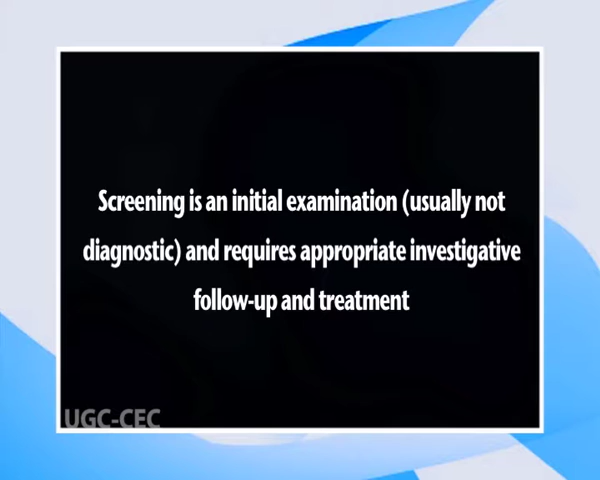 Screening is an initial examination (usually not
diagnostic) and requires appropriate investigative
follow-up and treatment
UGC-CEC